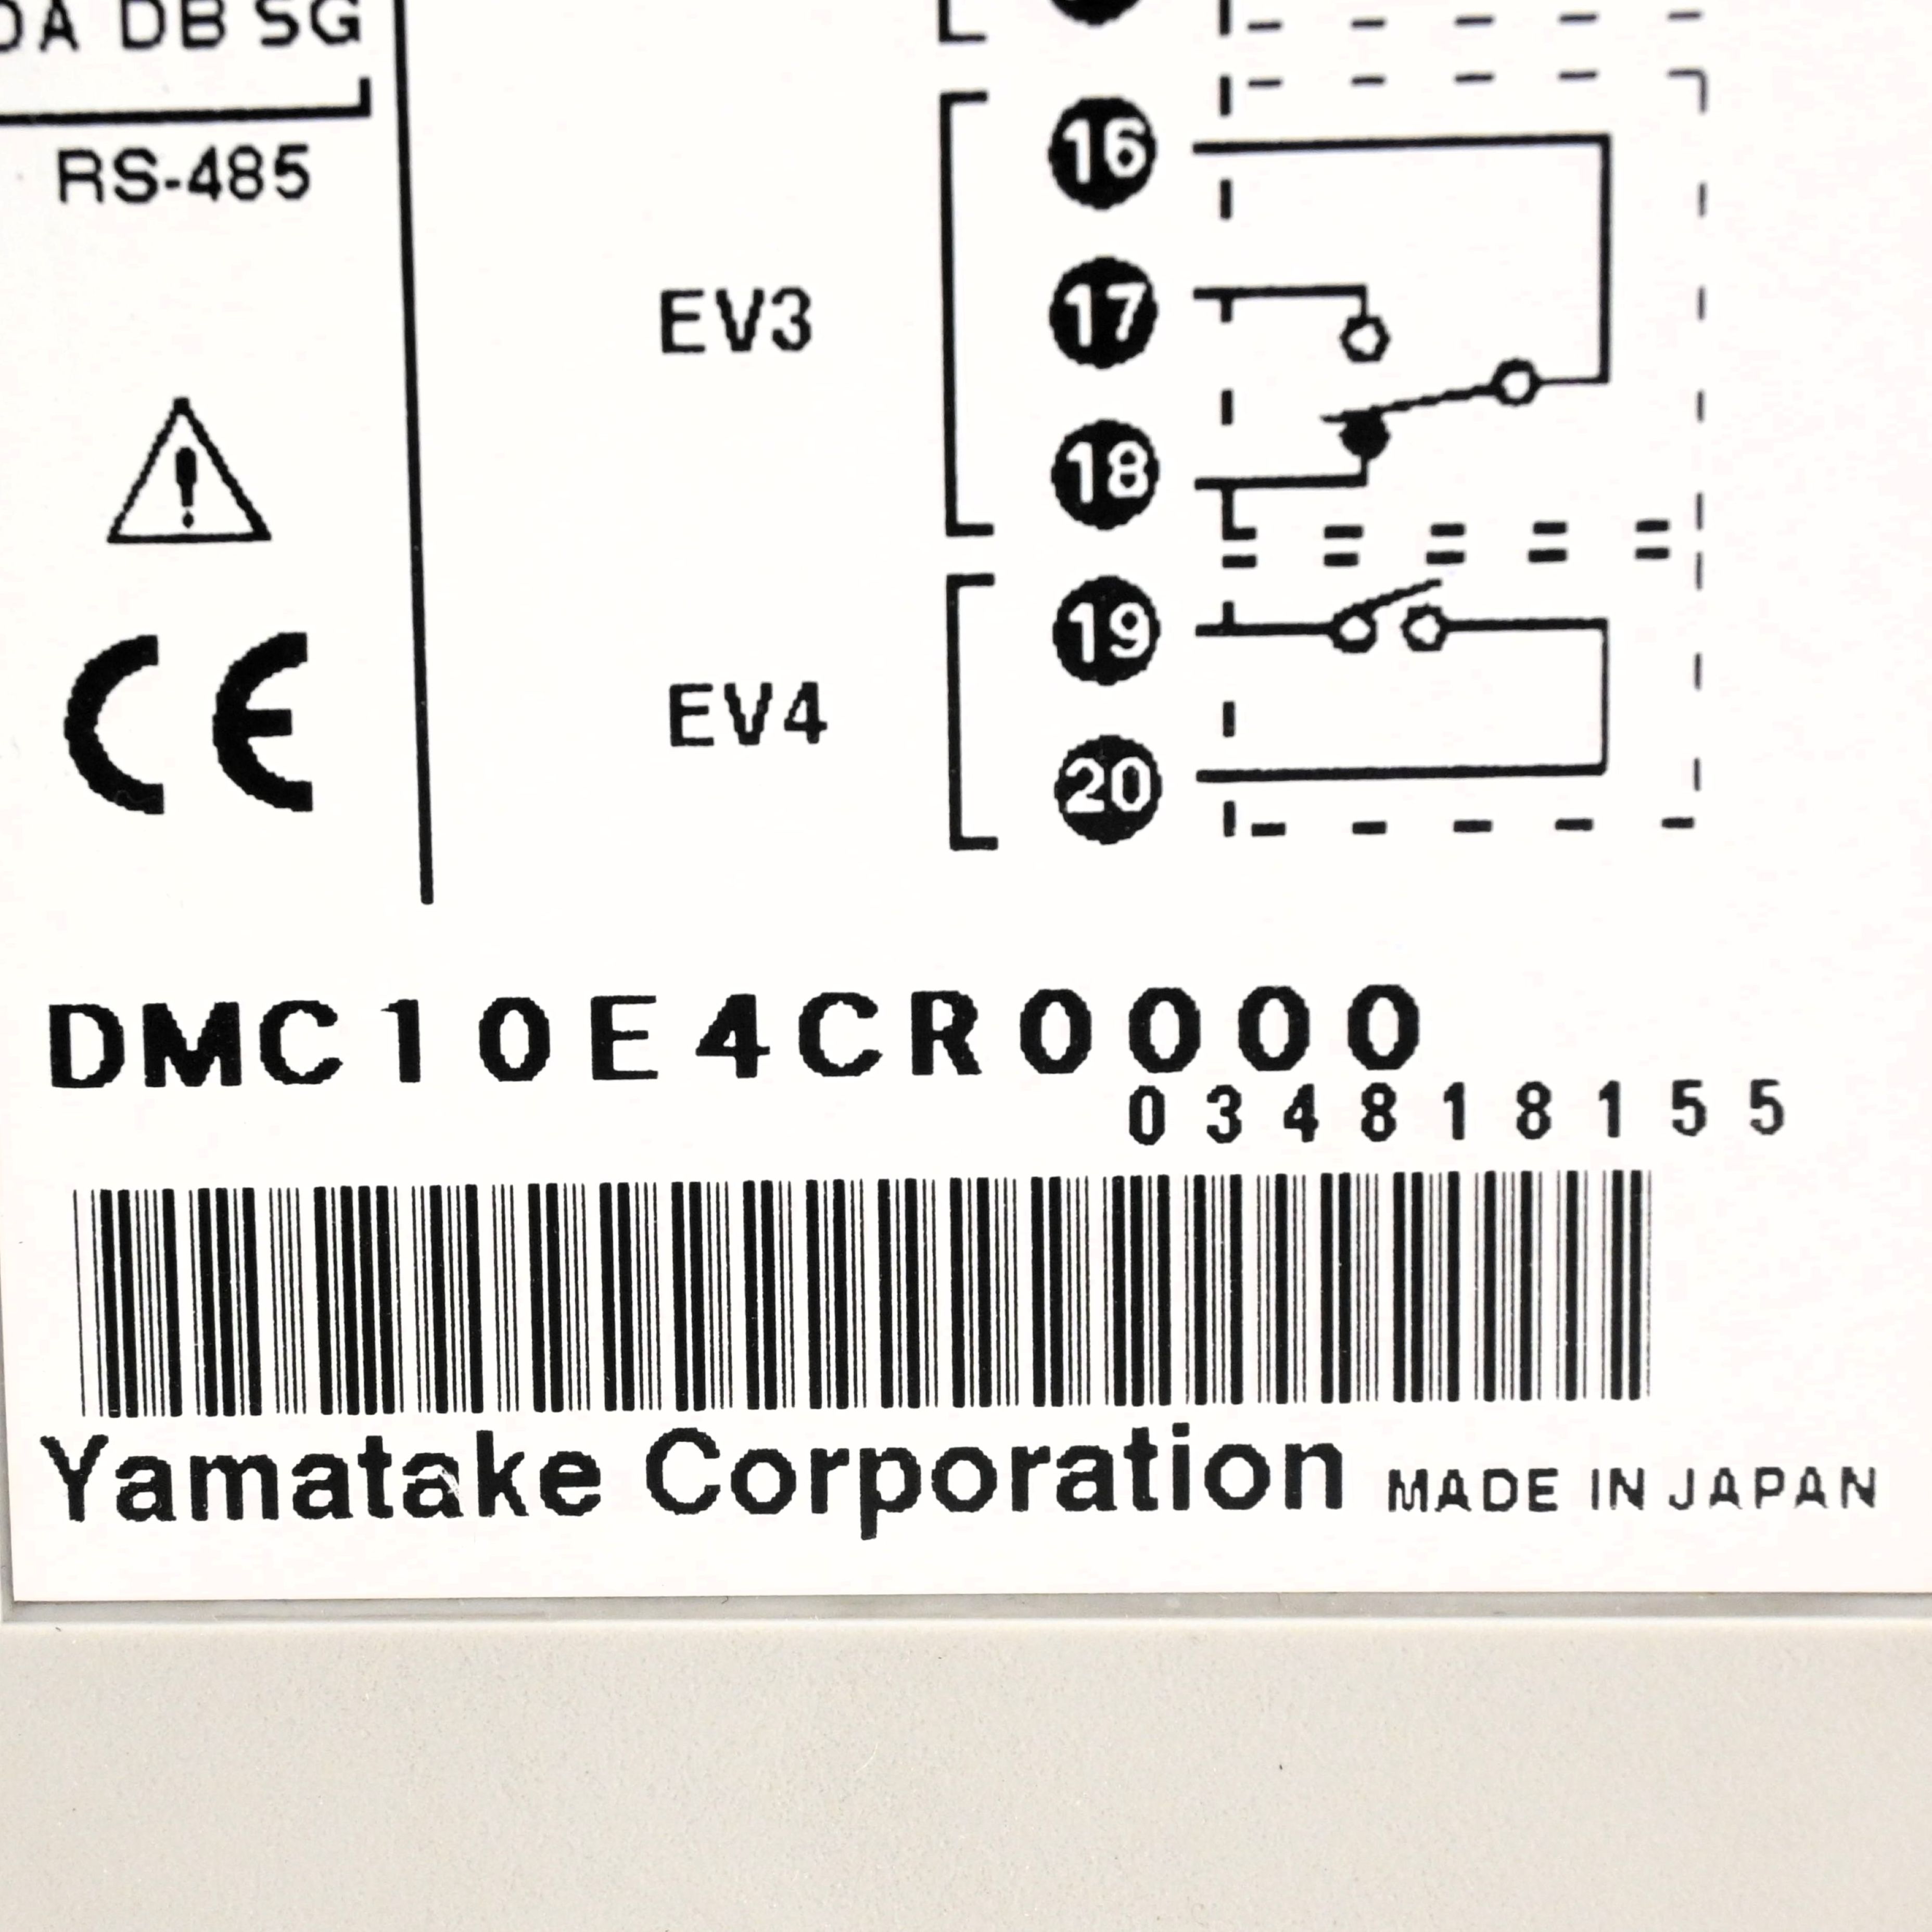 DA DB SG
RS-485
16
17
EV3
18
19
EV4
20
CE
DMC10E4CR0000
034818155
Yamatake Corporation MADE IN JAPAN